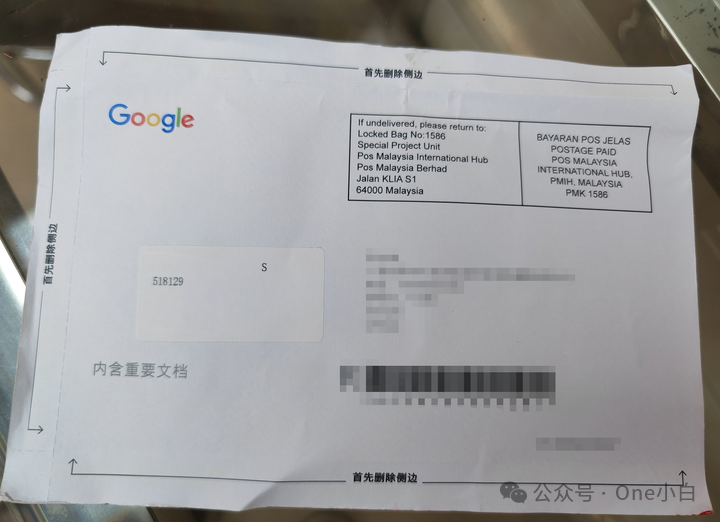 首先删除侧边
Google
If undelivered, please return to:
Locked Bag No:1586
Special Project Unit
Pos Malaysia International Hub
Pos Malaysia Berhad
Jalan KLIA S1
64000 Malaysia
BAYARAN POS JELAS
POSTAGE PAID
POS MALAYSIA
INTERNATIONAL HUB,
PMIH, MALAYSIA
PMK 1586
首先删除侧边
S
518129
内含重要文档
首先删除侧边
公众号·One小白